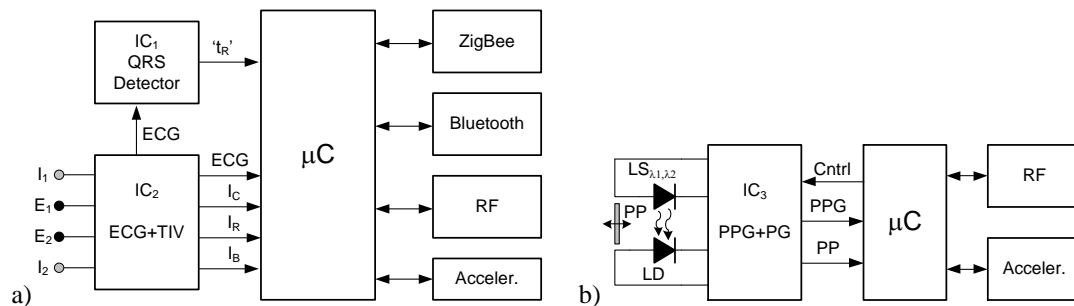 IC1
QRS
Detector
'tR'
ECG
I1
E1
E2
I2
IC2
ECG+TIV
ECG
IC
IR
IB
μC
ZigBee
Bluetooth
RF
Acceler.
a)
LSλ1,λ2
PP
LD
IC3
PPG+PG
Cntrl
PPG
PP
μC
RF
Acceler.
b)